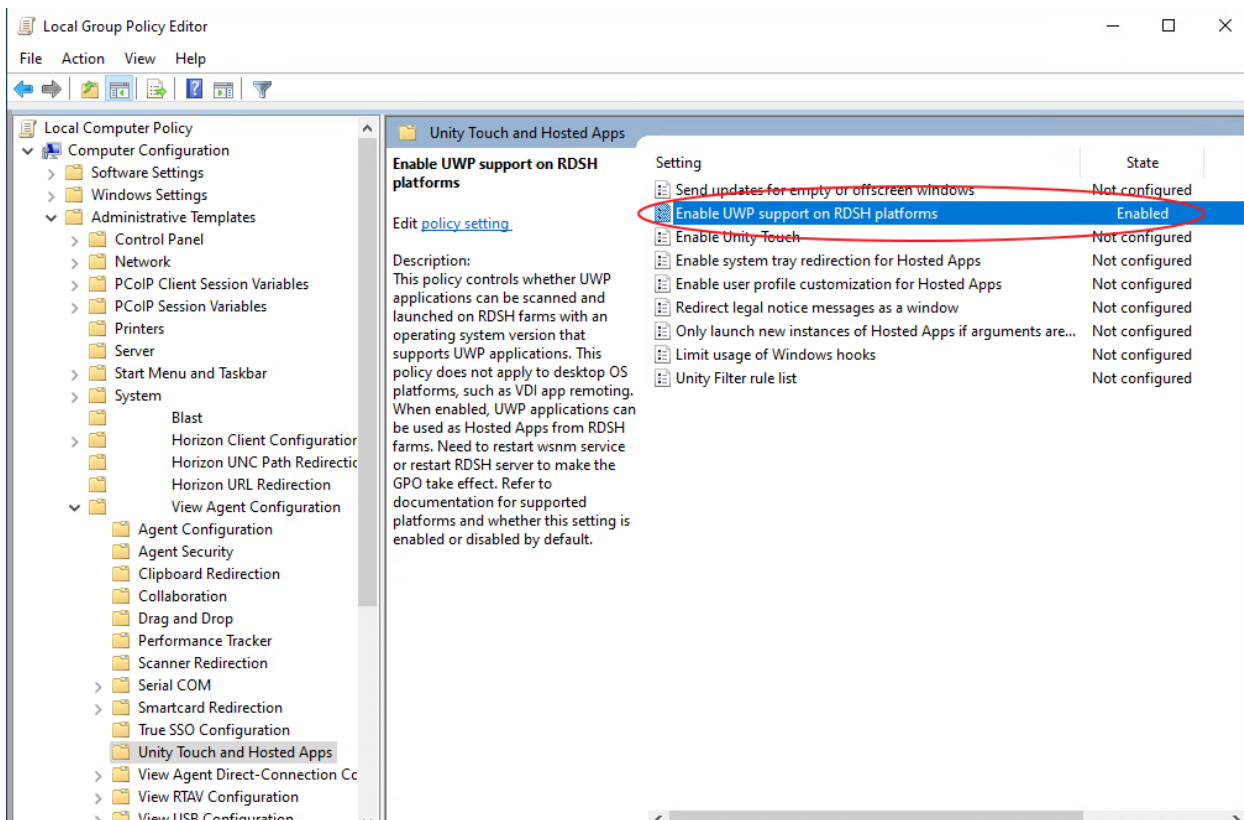 Local Group Policy Editor
File Action View Help
Local Computer Policy
Computer Configuration
Software Settings
Windows Settings
Administrative Templates
Control Panel
Network
PCoIP Client Session Variables
PCoIP Session Variables
Printers
Server
Start Menu and Taskbar
System
Blast
Horizon Client Configuration
Horizon UNC Path Redirectic
Horizon URL Redirection
View Agent Configuration
Agent Configuration
Agent Security
Clipboard Redirection
Collaboration
Drag and Drop
Performance Tracker
Scanner Redirection
Serial COM
Smartcard Redirection
True SSO Configuration
Unity Touch and Hosted Apps
View Agent Direct-Connection Cc
View RTAV Configuration
View USB Configuration
Unity Touch and Hosted Apps
Enable UWP support on RDSH
platforms
Edit policy setting
Description:
This policy controls whether UWP
applications can be scanned and
launched on RDSH farms with an
operating system version that
supports UWP applications. This
policy does not apply to desktop OS
platforms, such as VDI app remoting.
When enabled, UWP applications can
be used as Hosted Apps from RDSH
farms. Need to restart wsnm service
or restart RDSH server to make the
GPO take effect. Refer to
documentation for supported
platforms and whether this setting is
enabled or disabled by default.
Setting State
Send updates for empty or offscreen windows Not configured
Enable UWP support on RDSH platforms Enabled
Enable Unity Touch Not configured
Enable system tray redirection for Hosted Apps Not configured
Enable user profile customization for Hosted Apps Not configured
Redirect legal notice messages as a window Not configured
Only launch new instances of Hosted Apps if arguments are... Not configured
Limit usage of Windows hooks Not configured
Unity Filter rule list Not configured